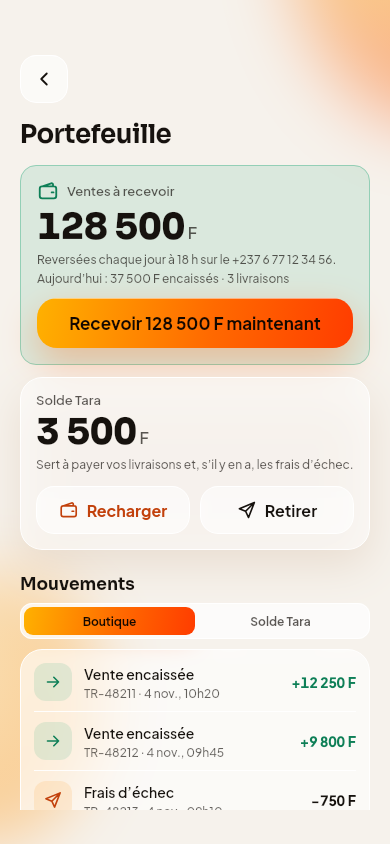 Portefeuille
Ventes à recevoir
128 500 F
Reversées chaque jour à 18 h sur le +237 6 77 12 34 56.
Aujourd'hui : 37 500 F encaissés · 3 livraisons
Recevoir 128 500 F maintenant
Solde Tara
3 500 F
Sert à payer vos livraisons et, s'il y en a, les frais d'échec.
Recharger
Retirer
Mouvements
Boutique
Solde Tara
Vente encaissée
TR-48211 · 4 nov., 10h20
+12 250 F
Vente encaissée
TR-48212 · 4 nov., 09h45
+9 800 F
Frais d'échec
−750 F